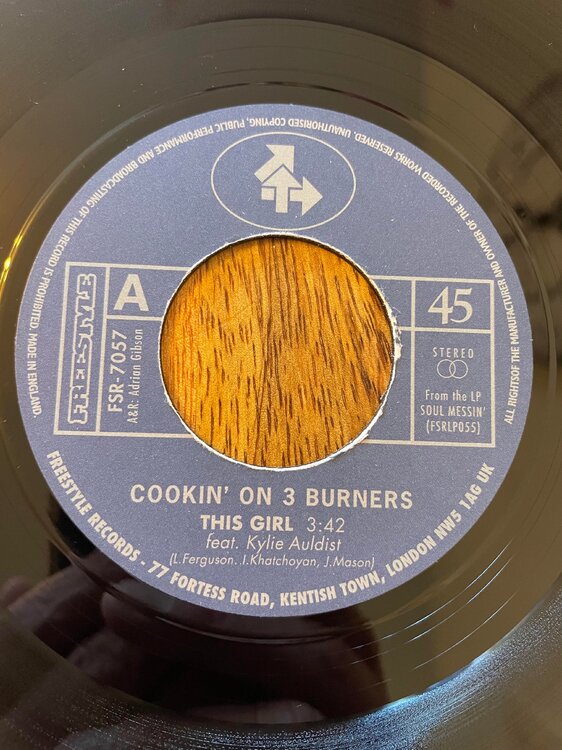 ALL RIGHTSOF THE MANUFACTURER AND OWNER OF THE RECORDED WORKS RESERVED. UNAUTHORISED COPYING, PUBLIC PERFORMANCE AND BROADCASTING OF THIS RECORD IS PROHIBITED. MADE IN ENGLAND.
FREESTYLE
A
FSR-7057
A&R: Adrian Gibson
45
STEREO
From the LP
SOUL MESSIN'
(FSRLP055)
COOKIN' ON 3 BURNERS
THIS GIRL 3:42
feat. Kylie Auldist
(L.Ferguson. I.Khatchoyan, J.Mason)
FREESTYLE RECORDS - 77 FORTESS ROAD, KENTISH TOWN, LONDON NW5 1AG UK